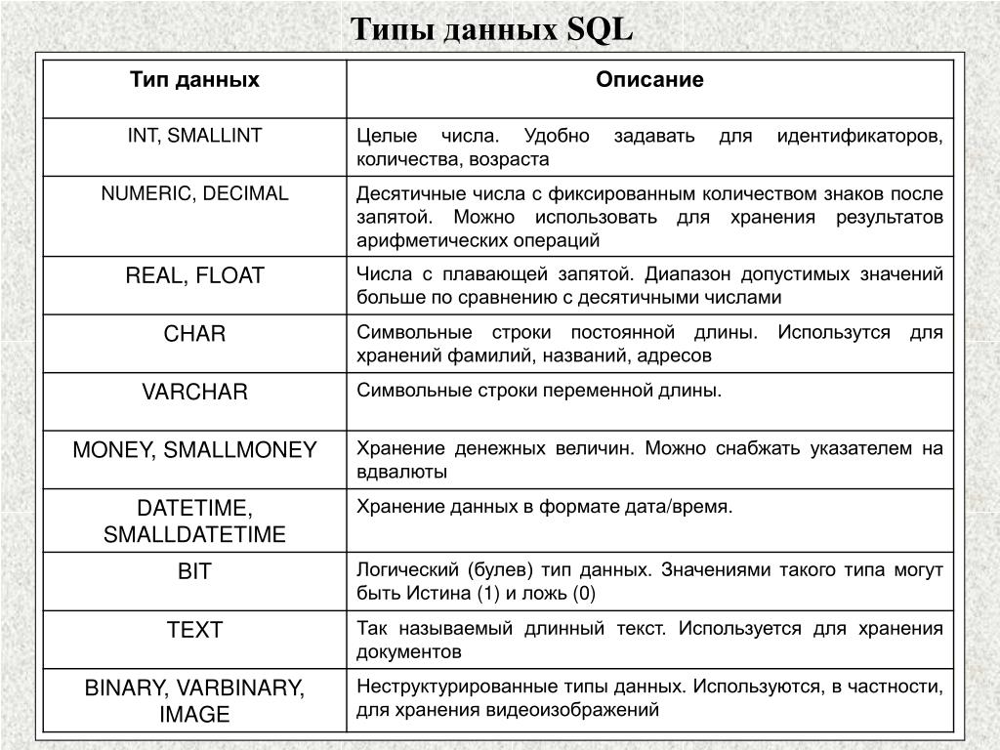 Типы данных SQL
Тип данных
Описание
INT, SMALLINT
Целые числа. Удобно задавать для идентификаторов,
количества, возраста
NUMERIC, DECIMAL
Десятичные числа с фиксированным количеством знаков после
запятой. Можно использовать для хранения результатов
арифметических операций
REAL, FLOAT
Числа с плавающей запятой. Диапазон допустимых значений
больше по сравнению с десятичными числами
CHAR
Символьные строки постоянной длины. Използутся для
хранений фамилий, названий, адресов
VARCHAR
Символьные строки переменной длины.
MONEY, SMALLMONEY
Хранение денежных величин. Можно снабжать указателем на
вдвалюты
DATETIME,
SMALLDATETIME
Хранение данных в формате дата/время.
BIT
Логический (булев) тип данных. Значениями такого типа могут
быть Истина (1) и ложь (0)
TEXT
Так называемый длинный текст. Используется для хранения
документов
BINARY, VARBINARY,
IMAGE
Неструктурированные типы данных. Используются, в частности,
для хранения видеоизображений